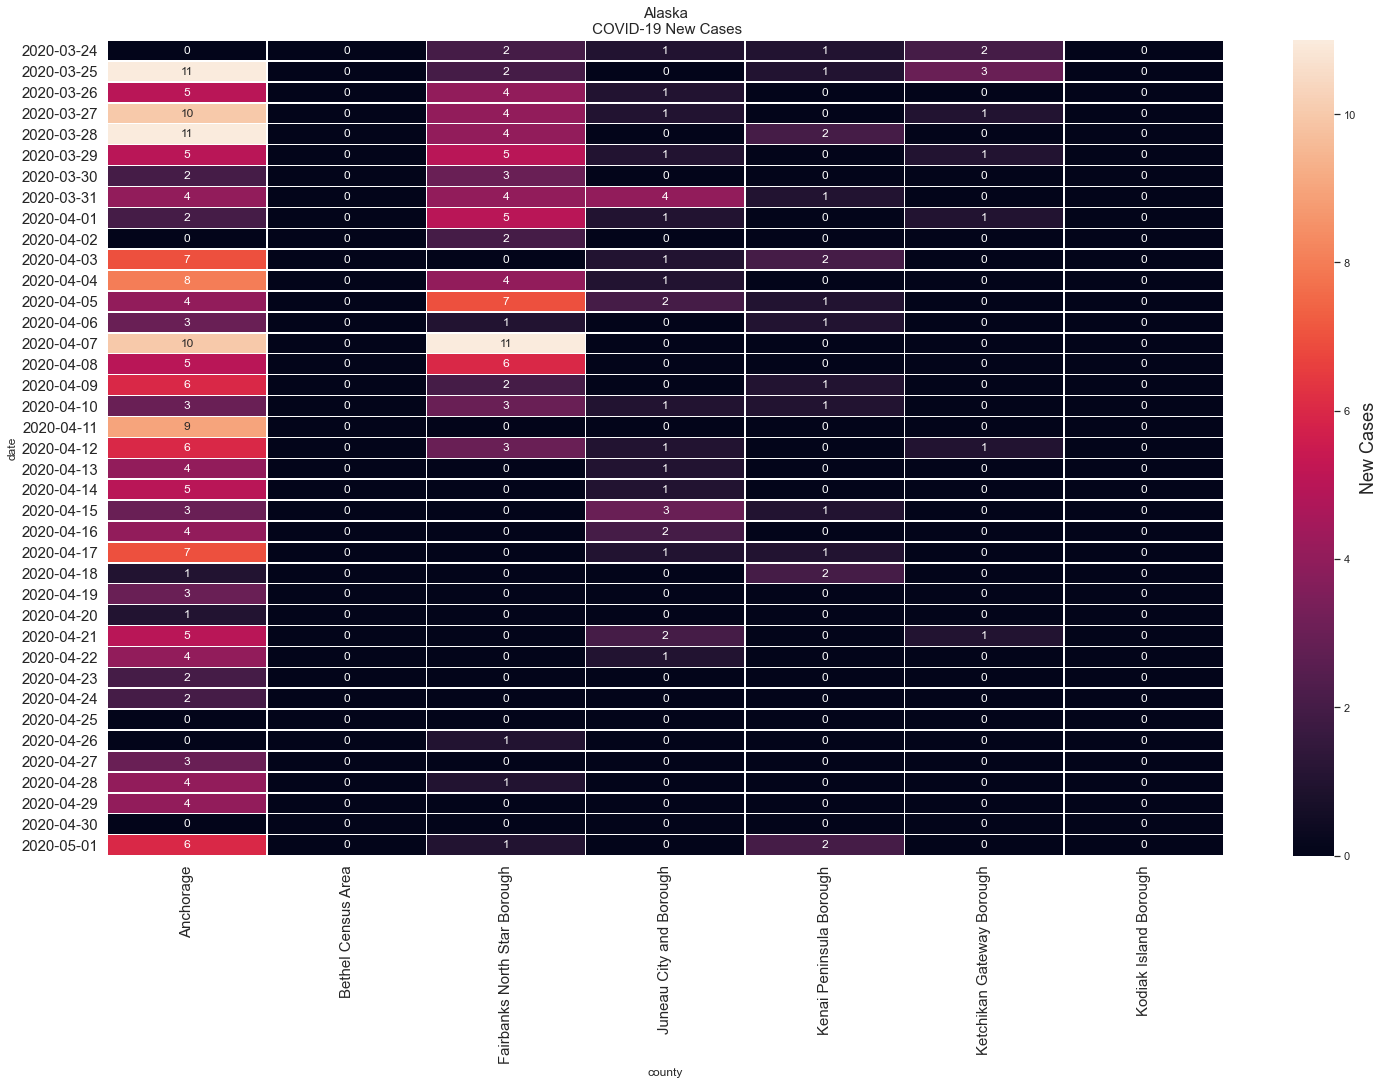 Alaska
COVID-19 New Cases
2020-03-24 0 0 2 1 1 2 0
2020-03-25 11 0 2 0 1 3 0
2020-03-26 5 0 4 1 0 0 0
2020-03-27 10 0 4 1 0 1 0
2020-03-28 11 0 4 0 2 0 0
2020-03-29 5 0 5 1 0 1 0
2020-03-30 2 0 3 0 0 0 0
2020-03-31 4 0 4 4 1 0 0
2020-04-01 2 0 5 1 0 1 0
2020-04-02 0 0 2 0 0 0 0
2020-04-03 7 0 0 1 2 0 0
2020-04-04 8 0 4 1 0 0 0
2020-04-05 4 0 7 2 1 0 0
2020-04-06 3 0 1 0 1 0 0
2020-04-07 10 0 11 0 0 0 0
2020-04-08 5 0 6 0 0 0 0
2020-04-09 6 0 2 0 1 0 0
2020-04-10 3 0 3 1 1 0 0
2020-04-11 9 0 0 0 0 0 0
2020-04-12 6 0 3 1 0 1 0
2020-04-13 4 0 0 1 0 0 0
2020-04-14 5 0 0 1 0 0 0
2020-04-15 3 0 0 3 1 0 0
2020-04-16 4 0 0 2 0 0 0
2020-04-17 7 0 0 1 1 0 0
2020-04-18 1 0 0 0 2 0 0
2020-04-19 3 0 0 0 0 0 0
2020-04-20 1 0 0 0 0 0 0
2020-04-21 5 0 0 2 0 1 0
2020-04-22 4 0 0 1 0 0 0
2020-04-23 2 0 0 0 0 0 0
2020-04-24 2 0 0 0 0 0 0
2020-04-25 0 0 0 0 0 0 0
2020-04-26 0 0 1 0 0 0 0
2020-04-27 3 0 0 0 0 0 0
2020-04-28 4 0 1 0 0 0 0
2020-04-29 4 0 0 0 0 0 0
2020-04-30 0 0 0 0 0 0 0
2020-05-01 6 0 1 0 2 0 0
date
Anchorage
Bethel Census Area
Fairbanks North Star Borough
Juneau City and Borough
Kenai Peninsula Borough
Ketchikan Gateway Borough
Kodiak Island Borough
county
10
8
6
4
2
0
New Cases